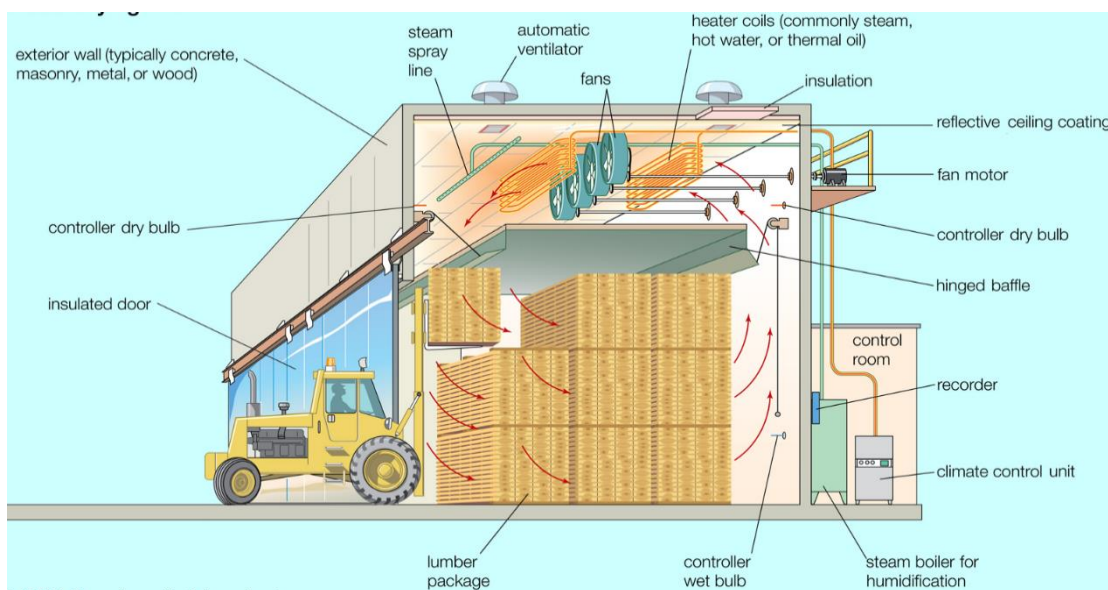 exterior wall (typically concrete,
masonry, metal, or wood)
steam
spray
line
automatic
ventilator
fans
heater coils (commonly steam,
hot water, or thermal oil)
insulation
reflective ceiling coating
fan motor
controller dry bulb
controller dry bulb
hinged baffle
insulated door
control
room
recorder
climate control unit
lumber
package
controller
wet bulb
steam boiler for
humidification